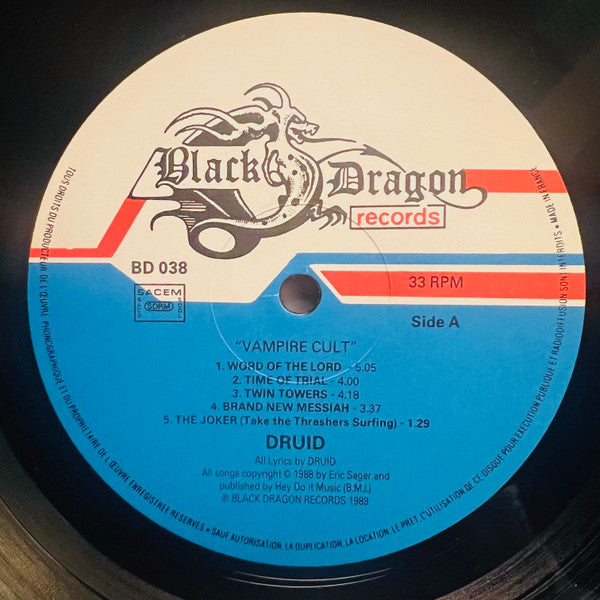 Black Dragon
records
BD 038
33 RPM
SACEM
SDRM
Side A
"VAMPIRE CULT"
1. WORD OF THE LORD - 6.05
2. TIME OF TRIAL - 4.00
3. TWIN TOWERS - 4.18
4. BRAND NEW MESSIAH - 3.37
5. THE JOKER (Take the Thrashers Surfing) - 1.29
DRUID
All Lyrics by DRUID
All songs copyright © 1988 by Eric Sager and
published by Hey Do it Music (B.M.I.)
℗ BLACK DRAGON RECORDS 1989
TOUS DROITS DU PRODUCTEUR DE L'ŒUVRE PHONOGRAPHIQUE ET DU PROPRIETAIRE DE L'ŒUVRE ENREGISTREE RESERVES • SAUF AUTORISATION, LA DUPLICATION, LA LOCATION, LE PRET, L'UTILISATION DE CE DISQUE POUR EXECUTION PUBLIQUE ET RADIODIFFUSION SONT INTERDITS • MADE IN FRANCE